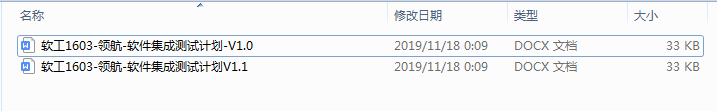 名称 修改日期 类型 大小
软工1603-领航-软件集成测试计划-V1.0 2019/11/18 0:09 DOCX 文档 33 KB
软工1603-领航-软件集成测试计划V1.1 2019/11/18 0:09 DOCX 文档 33 KB